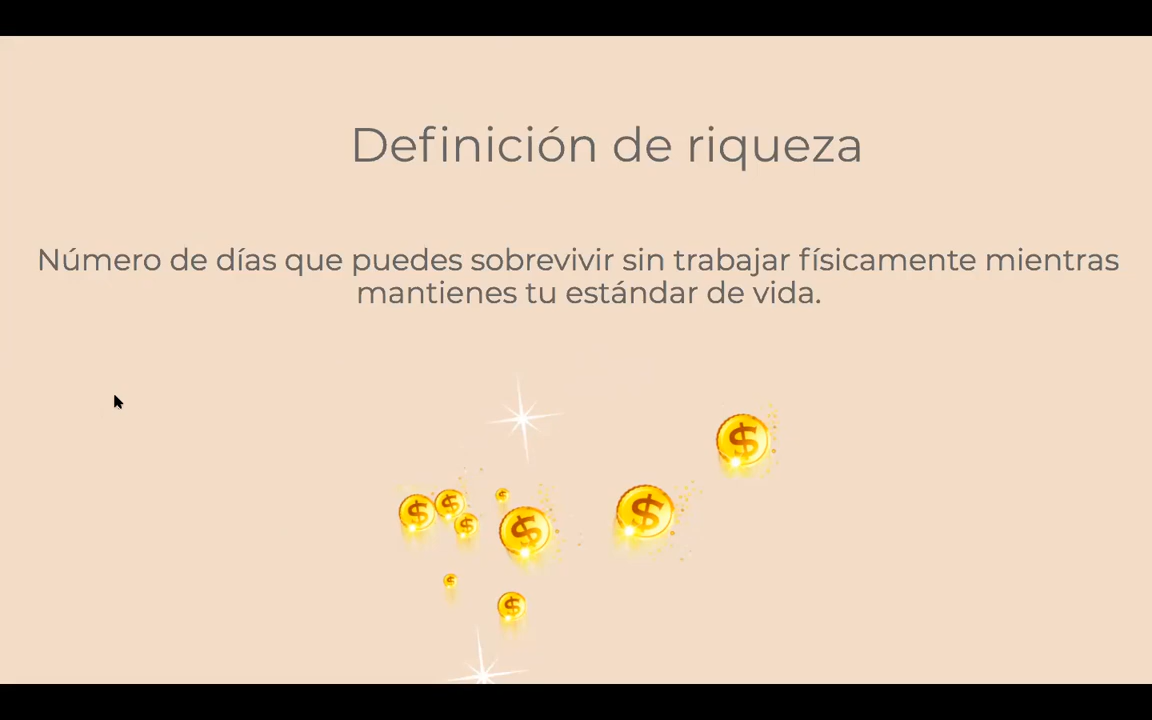 Definición de riqueza
Número de días que puedes sobrevivir sin trabajar físicamente mientras
mantienes tu estándar de vida.